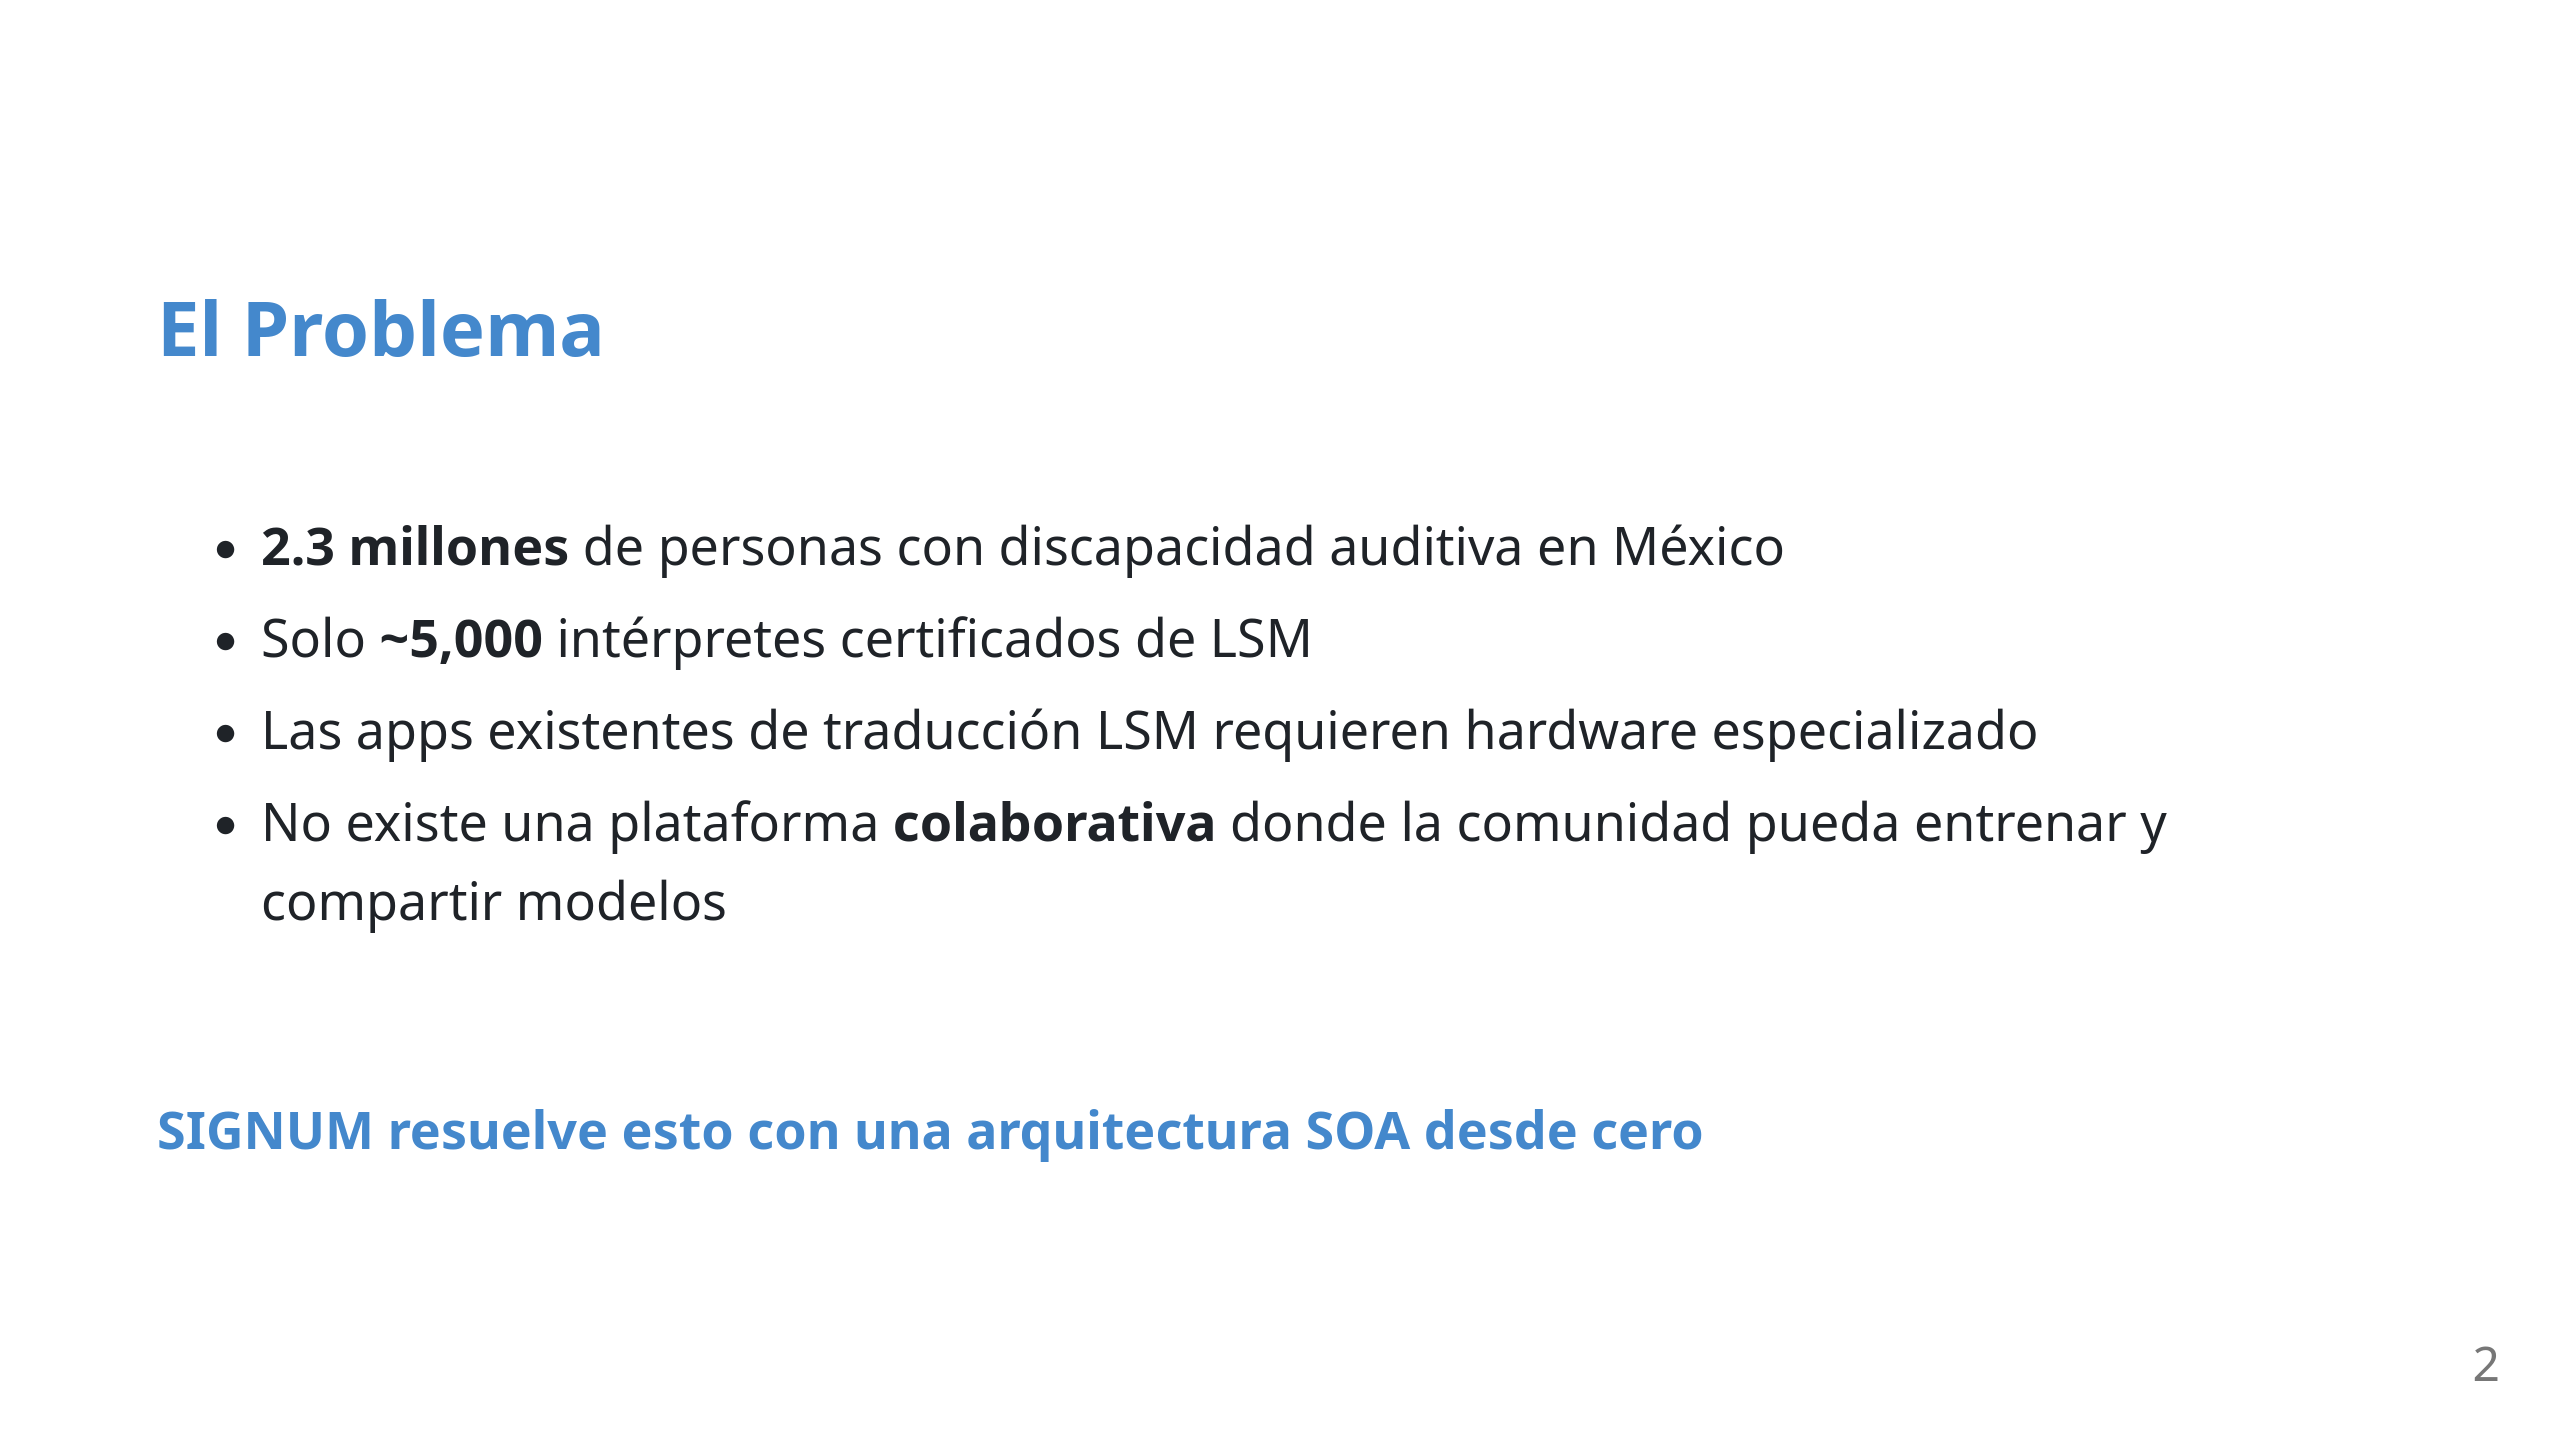 El Problema
• 2.3 millones de personas con discapacidad auditiva en México
• Solo ~5,000 intérpretes certificados de LSM
• Las apps existentes de traducción LSM requieren hardware especializado
• No existe una plataforma colaborativa donde la comunidad pueda entrenar y
compartir modelos
SIGNUM resuelve esto con una arquitectura SOA desde cero
2